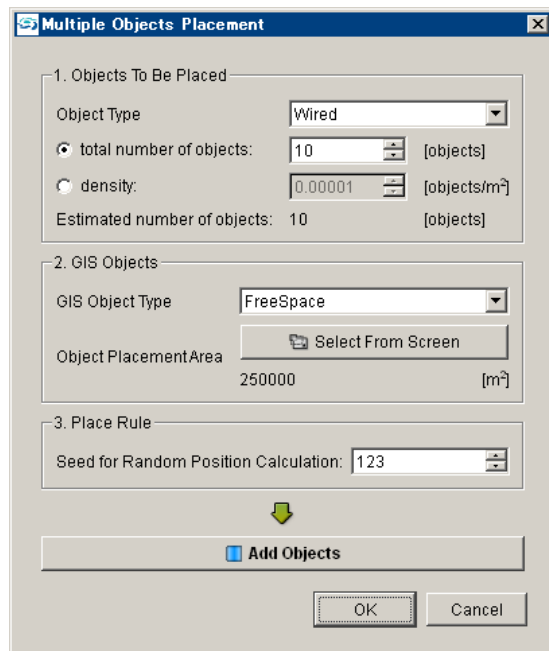 Multiple Objects Placement
1. Objects To Be Placed
Object Type Wired
total number of objects: 10 [objects]
density: 0.00001 [objects/m²]
Estimated number of objects: 10 [objects]
2. GIS Objects
GIS Object Type FreeSpace
Object Placement Area Select From Screen
250000 [m²]
3. Place Rule
Seed for Random Position Calculation: 123
Add Objects
OK Cancel